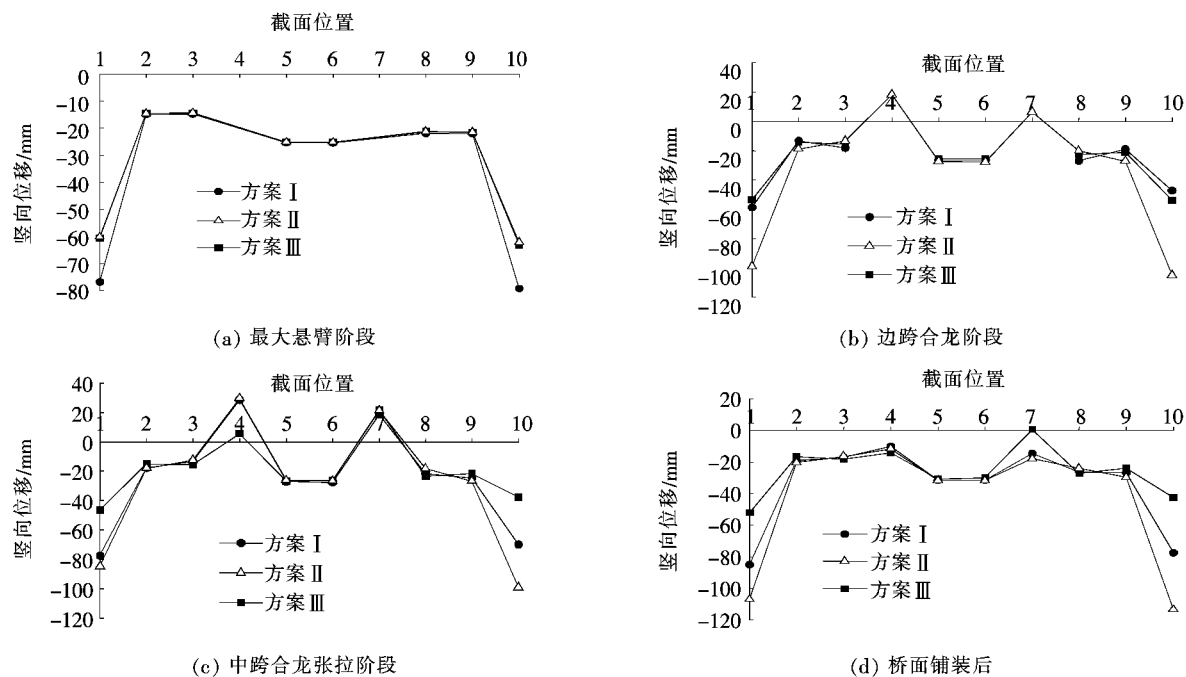 截面位置
1 2 3 4 5 6 7 8 9 10
0
-10
-20
-30
-40
-50
-60
-70
-80
竖向位移/mm
方案Ⅰ
方案Ⅱ
方案Ⅲ
(a) 最大悬臂阶段
截面位置
40
20
1 2 3 4 5 6 7 8 9 10
0
-20
-40
-60
-80
-100
-120
竖向位移/mm
方案Ⅰ
方案Ⅱ
方案Ⅲ
(b) 边跨合龙阶段
截面位置
40
1 2 3 4 5 6 7 8 9 10
20
0
-20
-40
-60
-80
-100
-120
竖向位移/mm
方案Ⅰ
方案Ⅱ
方案Ⅲ
(c) 中跨合龙张拉阶段
截面位置
20
1 2 3 4 5 6 7 8 9 10
0
-20
-40
-60
-80
-100
-120
竖向位移/mm
方案Ⅰ
方案Ⅱ
方案Ⅲ
(d) 桥面铺装后